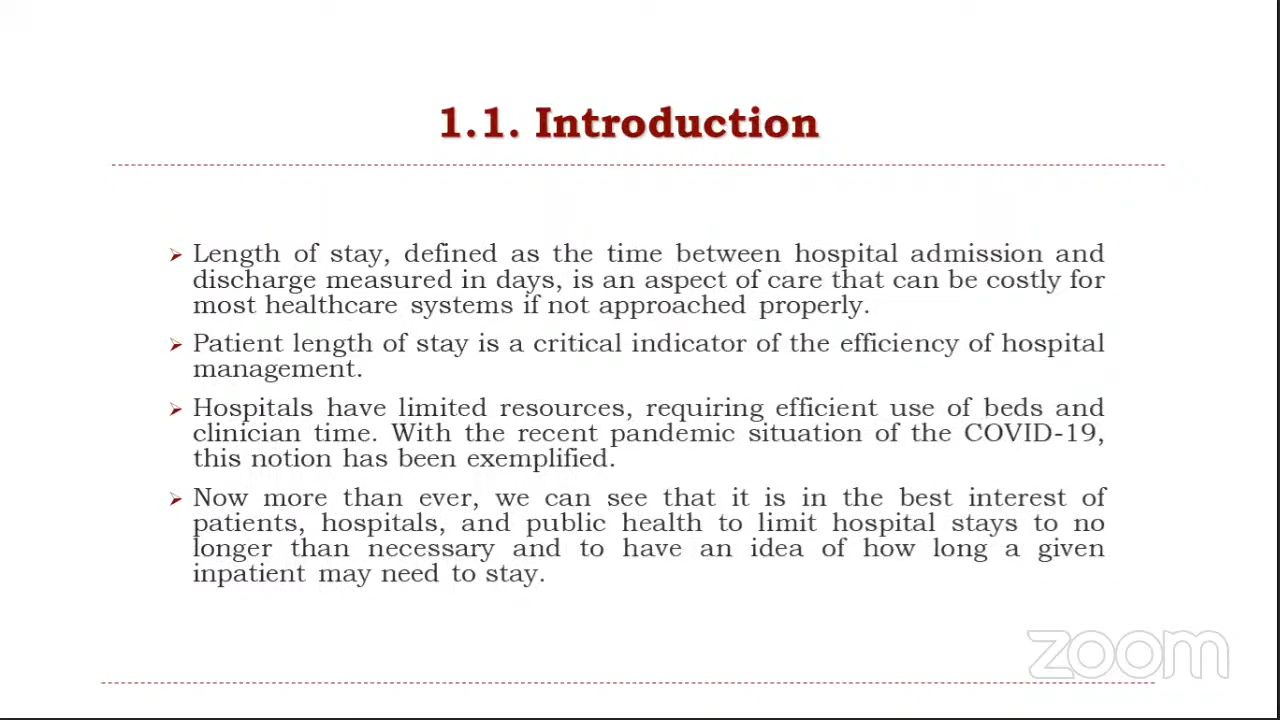 1.1. Introduction
Length of stay, defined as the time between hospital admission and
discharge measured in days, is an aspect of care that can be costly for
most healthcare systems if not approached properly.
Patient length of stay is a critical indicator of the efficiency of hospital
management.
Hospitals have limited resources, requiring efficient use of beds and
clinician time. With the recent pandemic situation of the COVID-19,
this notion has been exemplified.
Now more than ever, we can see that it is in the best interest of
patients, hospitals, and public health to limit hospital stays to no
longer than necessary and to have an idea of how long a given
inpatient may need to stay.
zoom